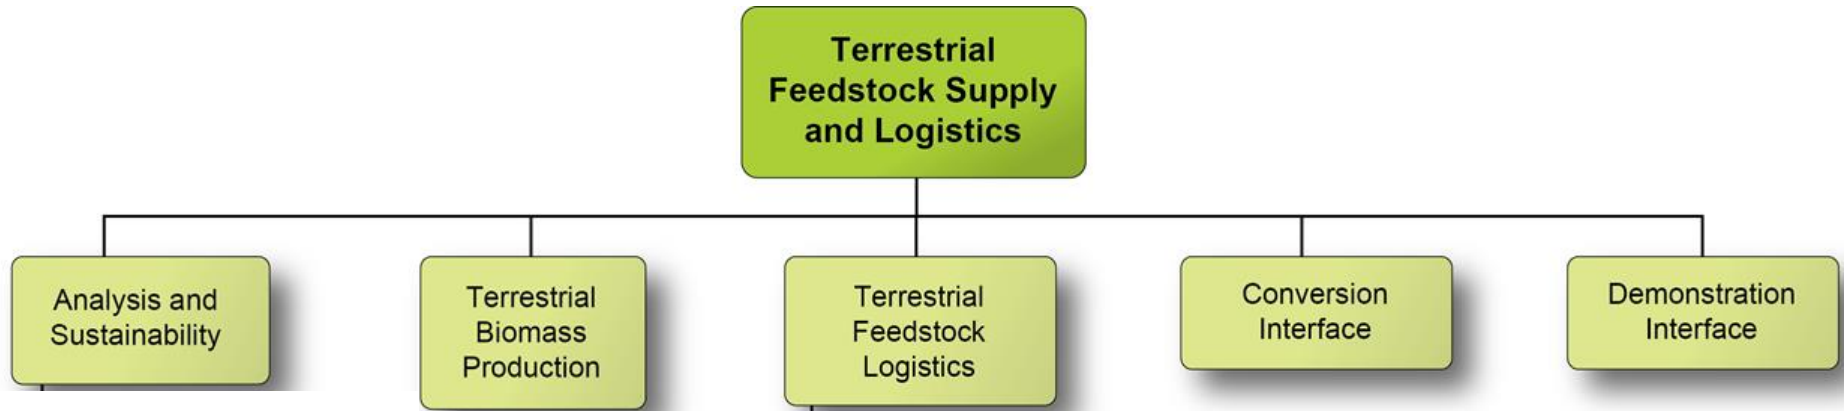 Terrestrial
Feedstock Supply
and Logistics
Analysis and
Sustainability
Terrestrial
Biomass
Production
Terrestrial
Feedstock
Logistics
Conversion
Interface
Demonstration
Interface